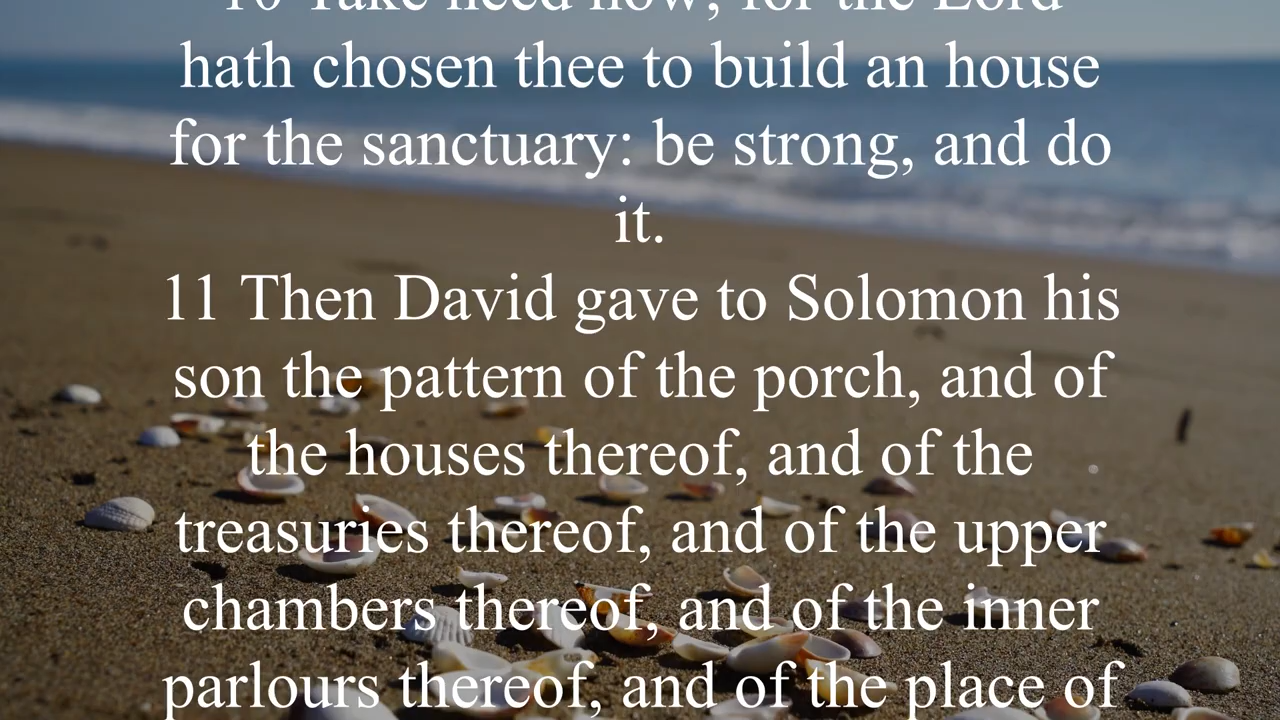 10 Take heed now; for the Lord
hath chosen thee to build an house
for the sanctuary: be strong, and do
it.
11 Then David gave to Solomon his
son the pattern of the porch, and of
the houses thereof, and of the
treasuries thereof, and of the upper
chambers thereof, and of the inner
parlours thereof, and of the place of